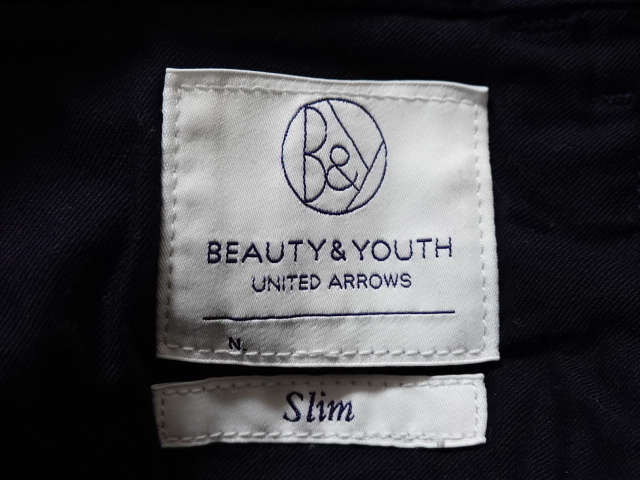 B&Y
BEAUTY & YOUTH
UNITED ARROWS
N.
Slim